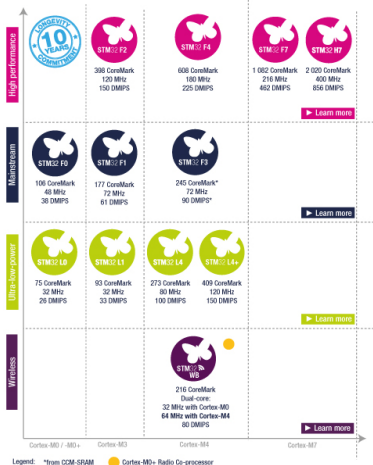 LONGEVITY
10
YEARS
COMMITMENT
High performance
STM32 F2
398 CoreMark
120 MHz
150 DMIPS
STM32 F4
608 CoreMark
180 MHz
225 DMIPS
STM32 F7
1 082 CoreMark
216 MHz
462 DMIPS
STM32 H7
2 020 CoreMark
400 MHz
856 DMIPS
► Learn more
Mainstream
STM32 F0
106 CoreMark
48 MHz
38 DMIPS
STM32 F1
177 CoreMark
72 MHz
61 DMIPS
STM32 F3
245 CoreMark*
72 MHz
90 DMIPS*
► Learn more
Ultra-low-power
STM32 L0
75 CoreMark
32 MHz
26 DMIPS
STM32 L1
93 CoreMark
32 MHz
33 DMIPS
STM32 L4
273 CoreMark
80 MHz
100 DMIPS
STM32 L4+
409 CoreMark
120 MHz
150 DMIPS
► Learn more
Wireless
STM32
WB
216 CoreMark
Dual-core:
32 MHz with Cortex-M0
64 MHz with Cortex-M4
80 DMIPS
► Learn more
Cortex-M0 / -M0+
Cortex-M3
Cortex-M4
Cortex-M7
Legend: *from CCM-SRAM
Cortex-M0+ Radio Co-processor